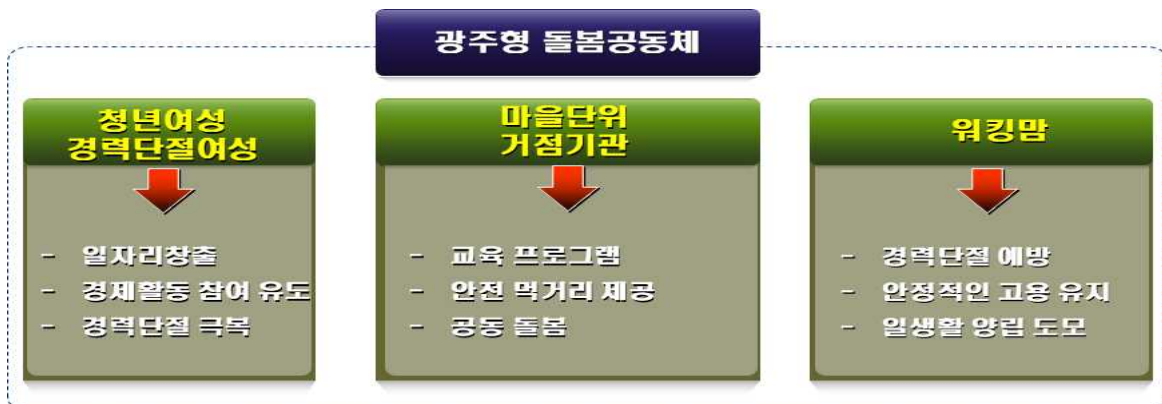 광주형 돌봄공동체
청년여성
경력단절여성
- 일자리창출
- 경제활동 참여 유도
- 경력단절 극복
마을단위
거점기관
- 교육 프로그램
- 안전 먹거리 제공
- 공동 돌봄
워킹맘
- 경력단절 예방
- 안정적인 고용 유지
- 일생활 양립 도모